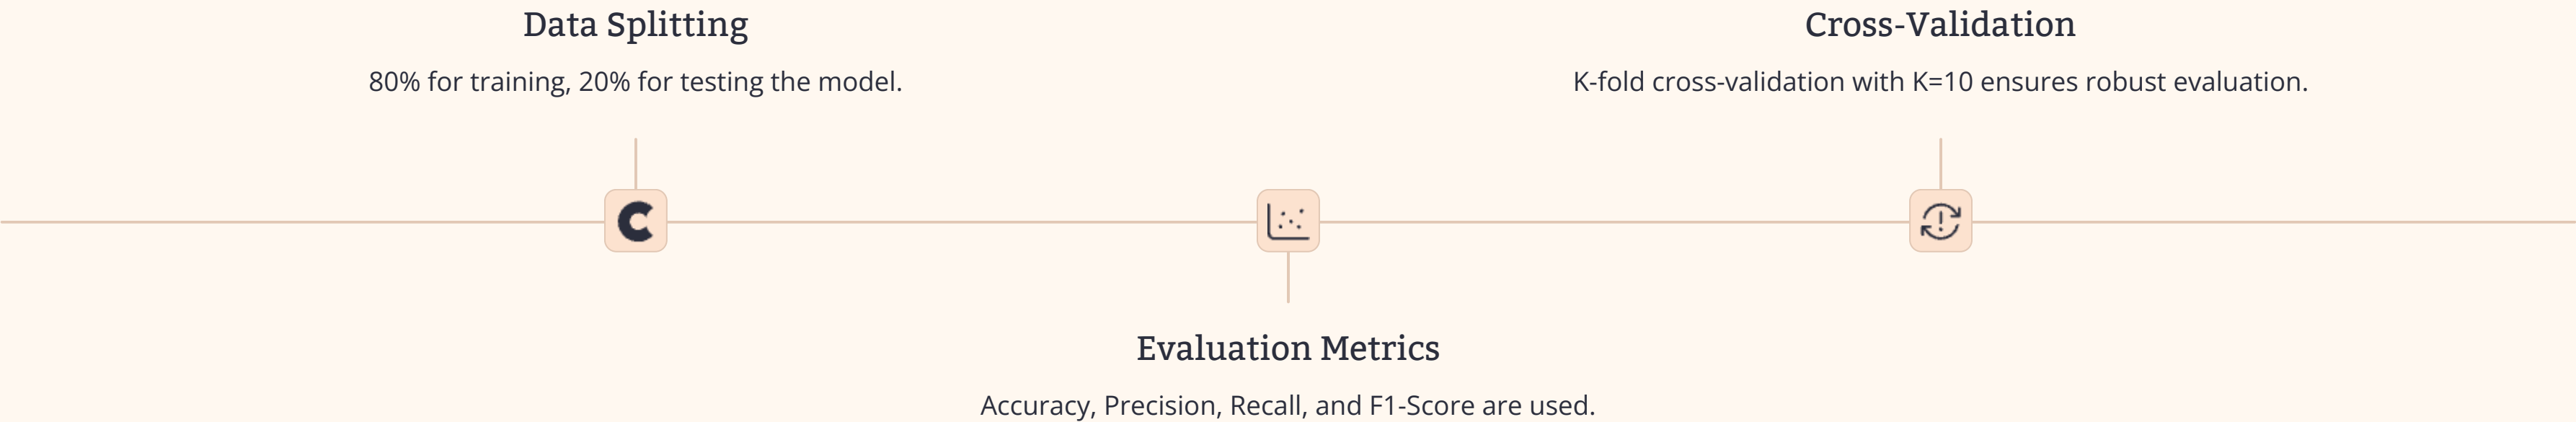 Data Splitting
80% for training, 20% for testing the model.
Evaluation Metrics
Accuracy, Precision, Recall, and F1-Score are used.
Cross-Validation
K-fold cross-validation with K=10 ensures robust evaluation.